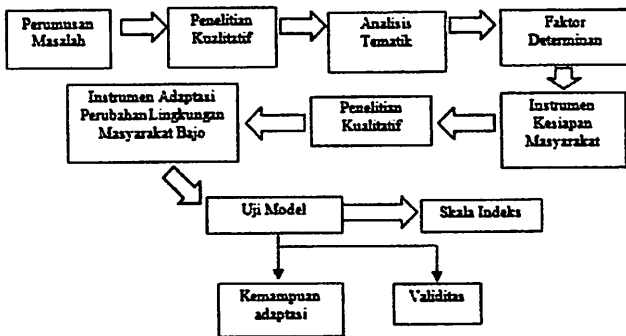 Perumusan
Masalah
Penelitian
Kualitatif
Analisis
Tematik
Faktor
Determinan
Instrumen Adaptasi
Perubahan Lingkungan
Masyarakat Bajo
Penelitian
Kualitatif
Instrumen
Kesiapan
Masyarakat
Uji Model
Skala Indeks
Kemampuan
adaptasi
Validitas